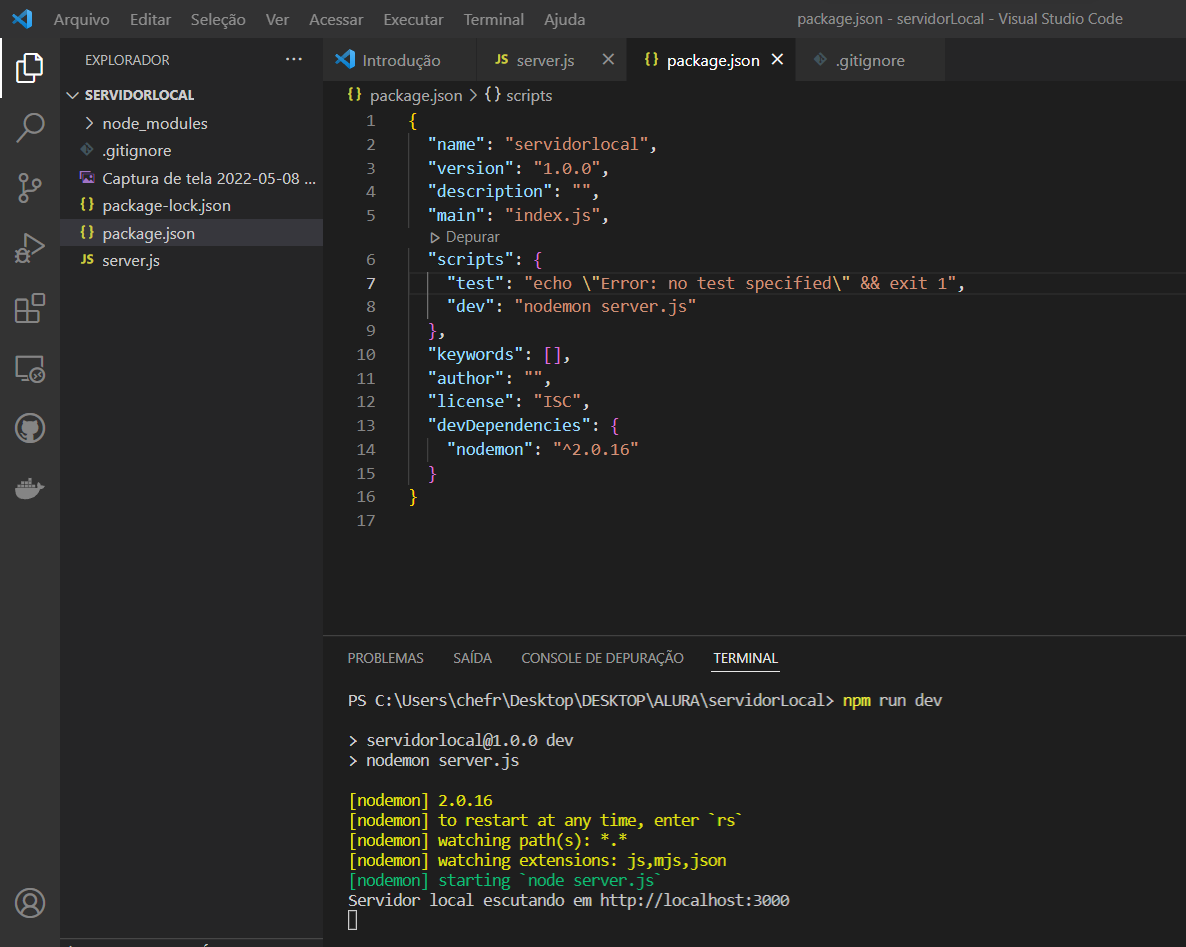 Arquivo Editar Seleção Ver Acessar Executar Terminal Ajuda package.json - servidorLocal - Visual Studio Code
EXPLORADOR ···
SERVIDORLOCAL
node_modules
.gitignore
Captura de tela 2022-05-08 ...
{} package-lock.json
{} package.json
JS server.js
Introdução JS server.js {} package.json .gitignore
{} package.json > {} scripts
1 {
2 "name": "servidorlocal",
3 "version": "1.0.0",
4 "description": "",
5 "main": "index.js",
Depurar
6 "scripts": {
7 "test": "echo \"Error: no test specified\" && exit 1",
8 "dev": "nodemon server.js"
9 },
10 "keywords": [],
11 "author": "",
12 "license": "ISC",
13 "devDependencies": {
14 "nodemon": "^2.0.16"
15 }
16 }
17
PROBLEMAS SAÍDA CONSOLE DE DEPURAÇÃO TERMINAL
PS C:\Users\chefr\Desktop\DESKTOP\ALURA\servidorLocal> npm run dev
> servidorlocal@1.0.0 dev
> nodemon server.js
[nodemon] 2.0.16
[nodemon] to restart at any time, enter `rs`
[nodemon] watching path(s): *.*
[nodemon] watching extensions: js,mjs,json
[nodemon] starting `node server.js`
Servidor local escutando em http://localhost:3000